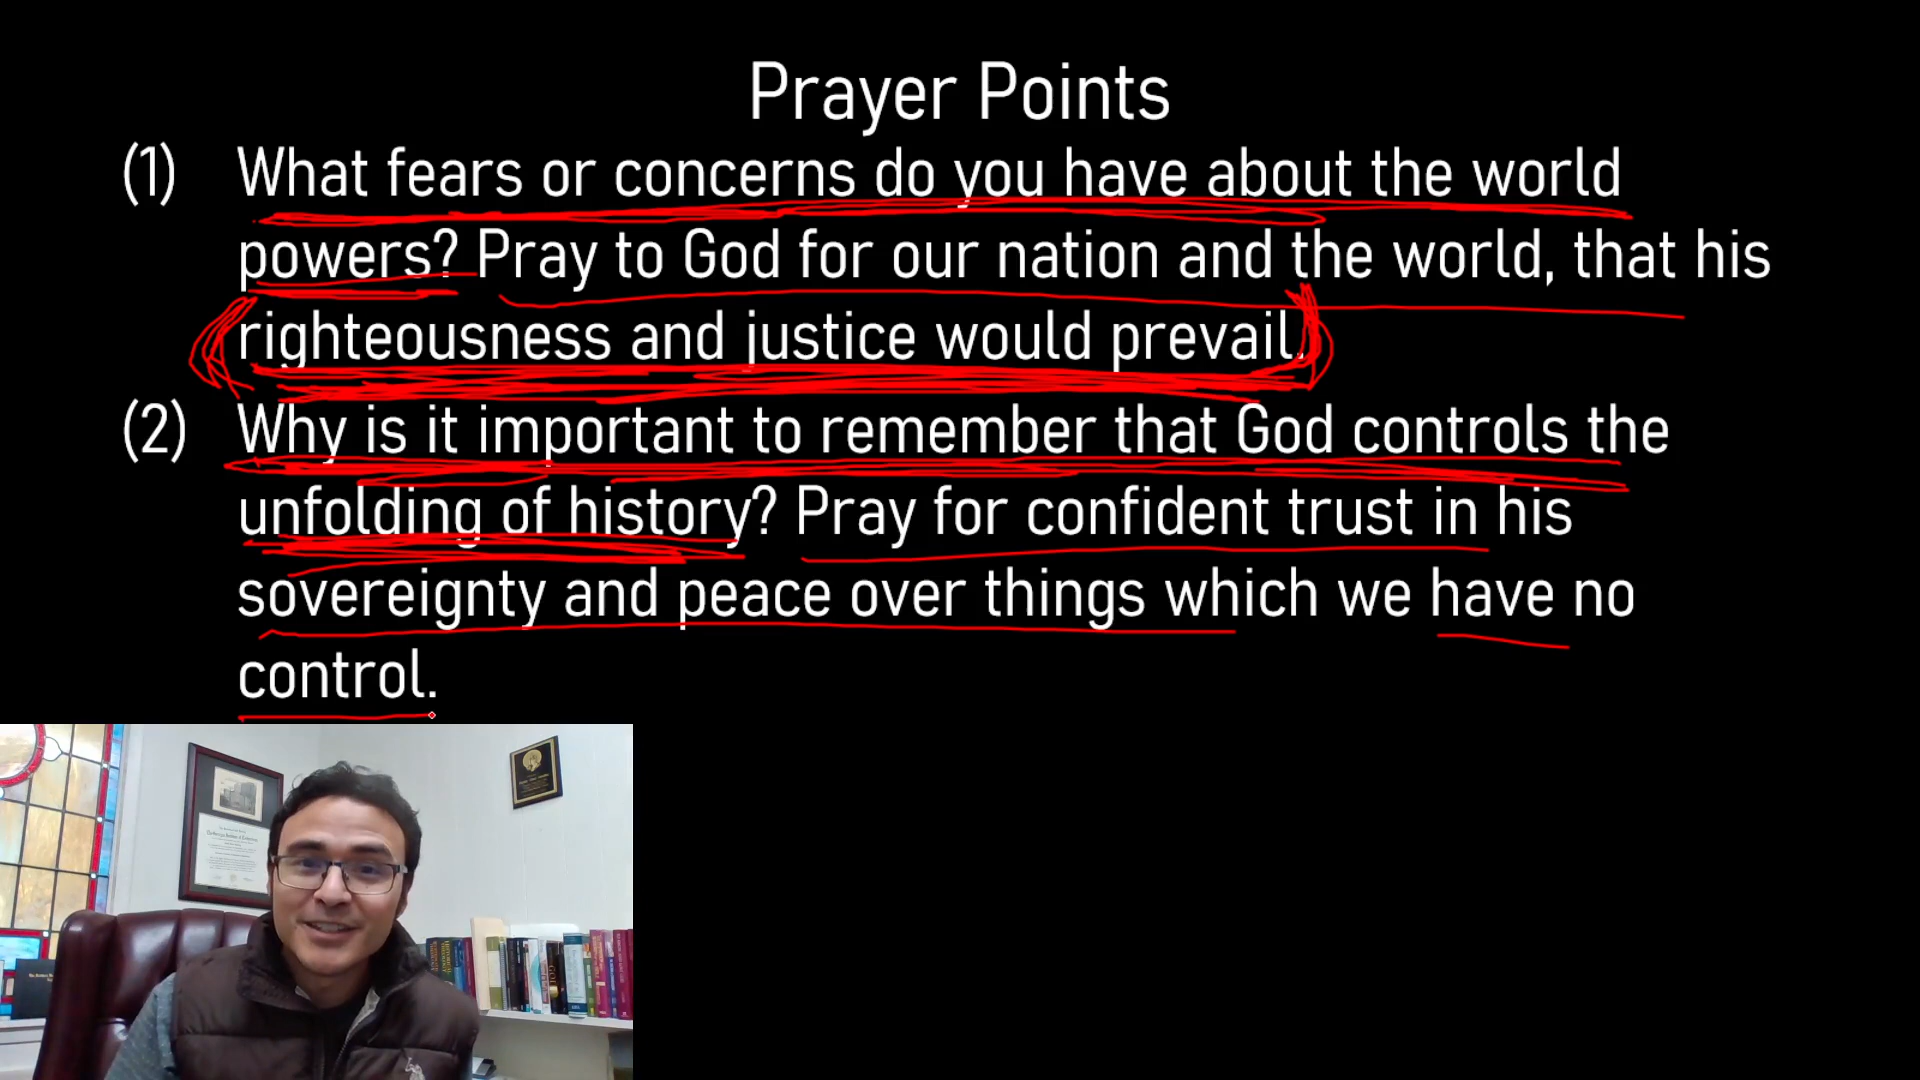 Prayer Points
(1) What fears or concerns do you have about the world
powers? Pray to God for our nation and the world, that his
righteousness and justice would prevail.
(2) Why is it important to remember that God controls the
unfolding of history? Pray for confident trust in his
sovereignty and peace over things which we have no
control.